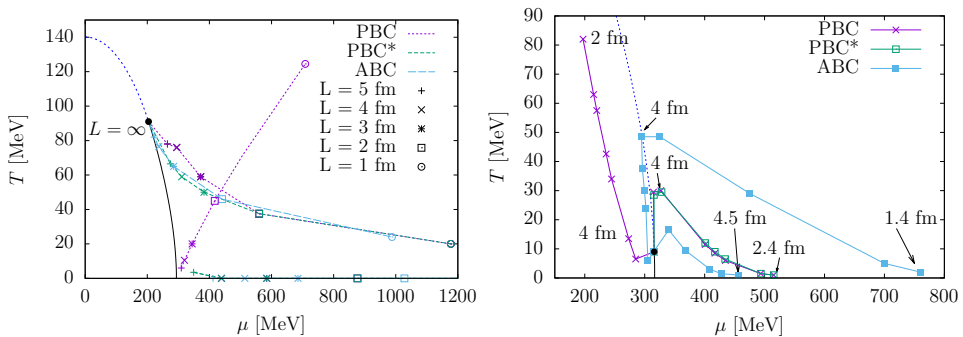 140
120
100
80
60
40
20
0
T [MeV]
0 200 400 600 800 1000 1200
μ [MeV]
L = ∞
PBC
PBC*
ABC
L = 5 fm
L = 4 fm
L = 3 fm
L = 2 fm
L = 1 fm
90
80
70
60
50
40
30
20
10
0
T [MeV]
200 300 400 500 600 700 800
μ [MeV]
PBC
PBC*
ABC
2 fm
4 fm
4 fm
4 fm
4.5 fm
2.4 fm
1.4 fm